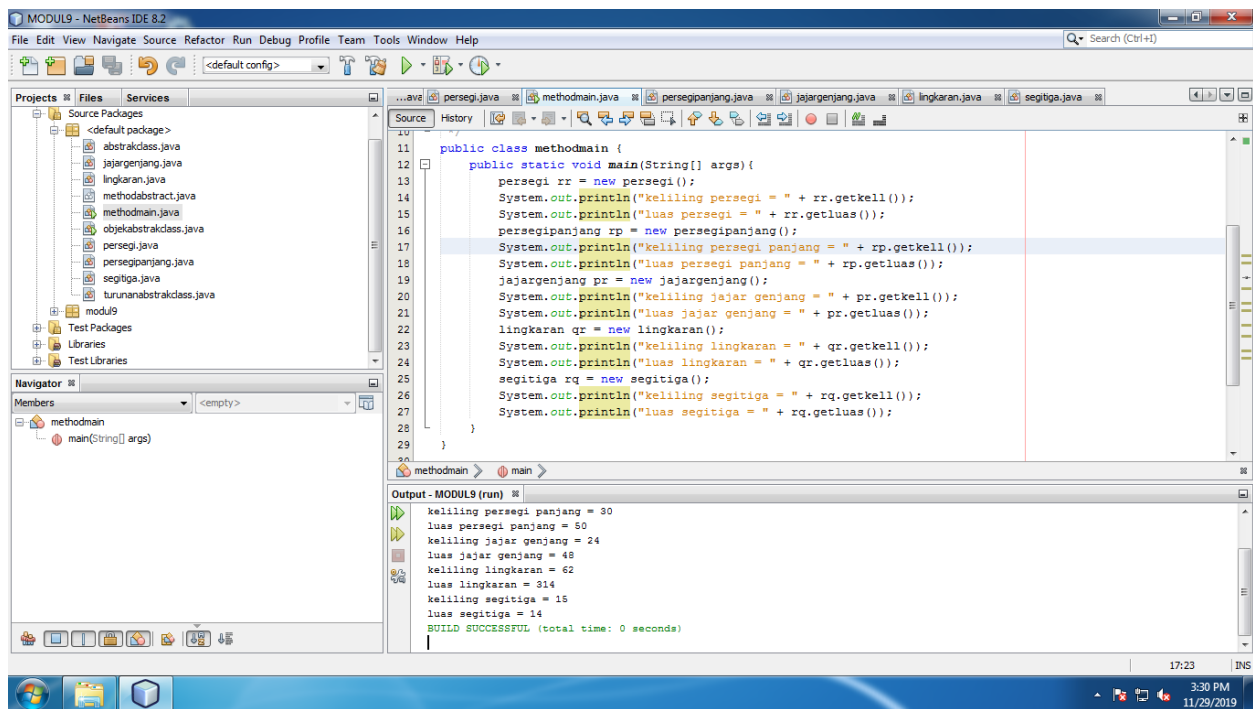 MODUL9 - NetBeans IDE 8.2
File Edit View Navigate Source Refactor Run Debug Profile Team Tools Window Help
Search (Ctrl+I)
<default config>
Projects Files Services
Source Packages
<default package>
abstrakclass.java
jajargenjang.java
lingkaran.java
methodabstract.java
methodmain.java
objekabstrakclass.java
persegi.java
persegipanjang.java
segitiga.java
turunanabstrakclass.java
modul9
Test Packages
Libraries
Test Libraries
Navigator
Members <empty>
methodmain
main(String[] args)
...ava persegi.java methodmain.java persegipanjang.java jajargenjang.java lingkaran.java segitiga.java
Source History
10 */
11 public class methodmain {
12 public static void main(String[] args){
13 persegi rr = new persegi();
14 System.out.println("keliling persegi = " + rr.getkell());
15 System.out.println("luas persegi = " + rr.getluas());
16 persegipanjang rp = new persegipanjang();
17 System.out.println("keliling persegi panjang = " + rp.getkell());
18 System.out.println("luas persegi panjang = " + rp.getluas());
19 jajargenjang pr = new jajargenjang();
20 System.out.println("keliling jajar genjang = " + pr.getkell());
21 System.out.println("luas jajar genjang = " + pr.getluas());
22 lingkaran qr = new lingkaran();
23 System.out.println("keliling lingkaran = " + qr.getkell());
24 System.out.println("luas lingkaran = " + qr.getluas());
25 segitiga rq = new segitiga();
26 System.out.println("keliling segitiga = " + rq.getkell());
27 System.out.println("luas segitiga = " + rq.getluas());
28 }
29 }
30
methodmain main
Output - MODUL9 (run)
keliling persegi panjang = 30
luas persegi panjang = 50
keliling jajar genjang = 24
luas jajar genjang = 48
keliling lingkaran = 62
luas lingkaran = 314
keliling segitiga = 15
luas segitiga = 14
BUILD SUCCESSFUL (total time: 0 seconds)
17:23 INS
3:30 PM
11/29/2019